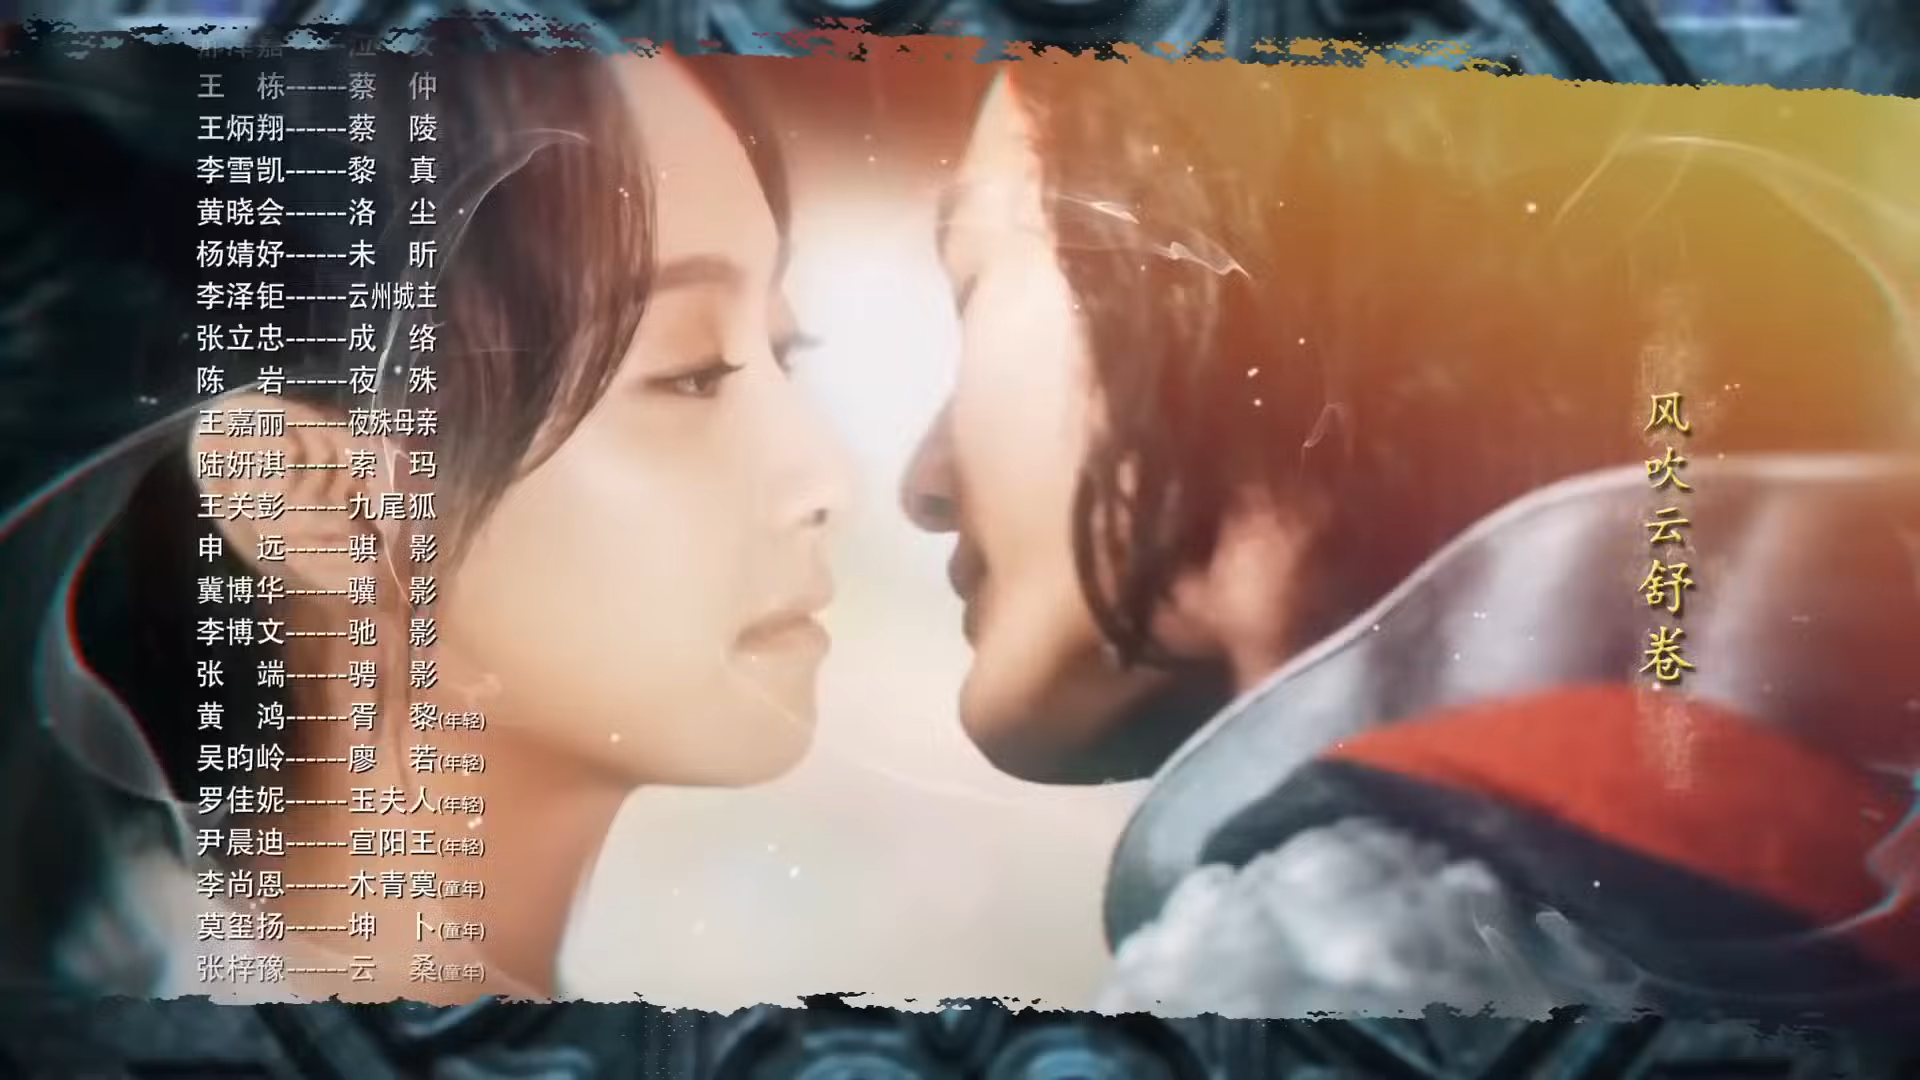 王　栋------蔡　仲
王炳翔------蔡　陵
李雪凯------黎　真
黄晓会------洛　尘
杨婧妤------未　昕
李泽钜------云州城主
张立忠------成　络
陈　岩------夜　殊
王嘉丽------夜殊母亲
陆妍淇------索　玛
王关彭------九尾狐
申　远------骐　影
冀博华------骥　影
李博文------驰　影
张　端------骋　影
黄　鸿------胥　黎(年轻)
吴昀岭------廖　若(年轻)
罗佳妮------玉夫人(年轻)
尹晨迪------宣阳王(年轻)
李尚恩------木青寞(童年)
莫玺扬------坤　卜(童年)
张梓豫------云　桑(童年)
风吹云舒卷